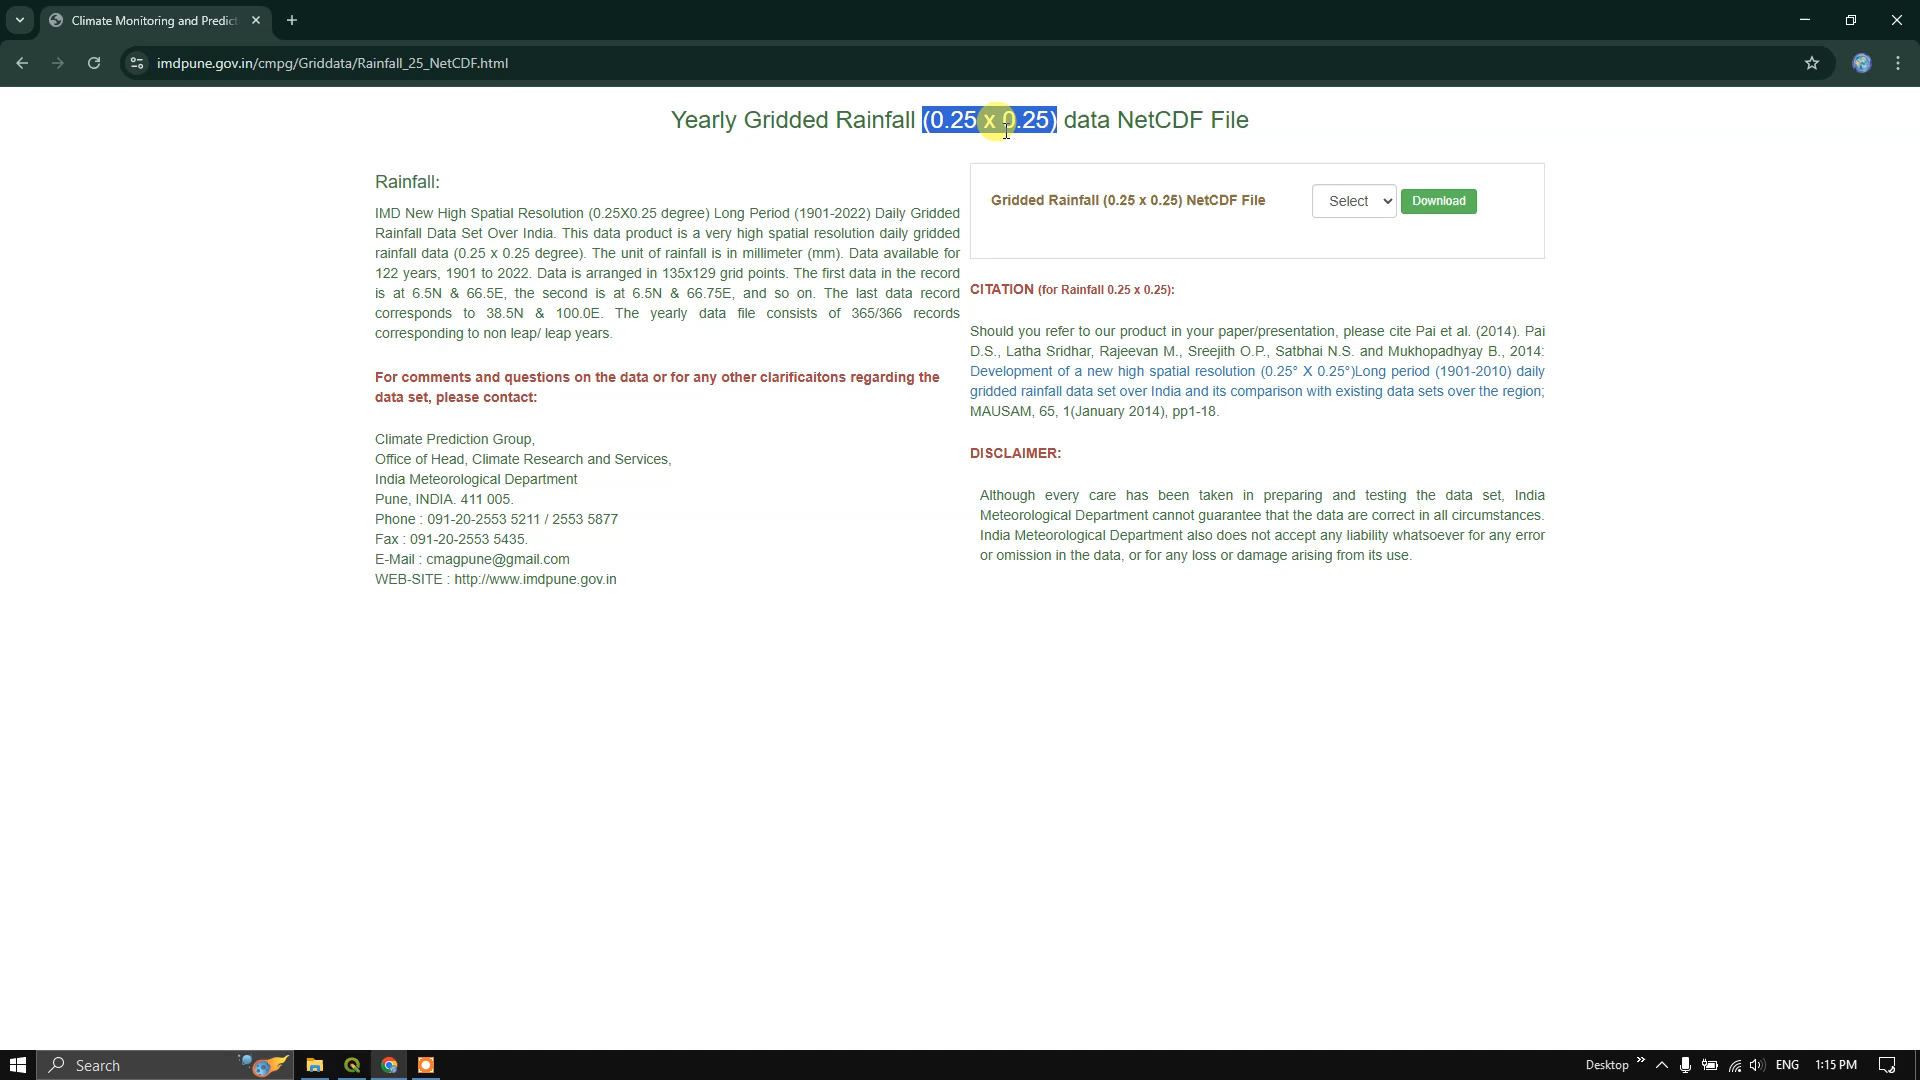 Climate Monitoring and Predict
imdpune.gov.in/cmpg/Griddata/Rainfall_25_NetCDF.html
Yearly Gridded Rainfall (0.25 x 0.25) data NetCDF File
Rainfall:
IMD New High Spatial Resolution (0.25X0.25 degree) Long Period (1901-2022) Daily Gridded
Rainfall Data Set Over India. This data product is a very high spatial resolution daily gridded
rainfall data (0.25 x 0.25 degree). The unit of rainfall is in millimeter (mm). Data available for
122 years, 1901 to 2022. Data is arranged in 135x129 grid points. The first data in the record
is at 6.5N & 66.5E, the second is at 6.5N & 66.75E, and so on. The last data record
corresponds to 38.5N & 100.0E. The yearly data file consists of 365/366 records
corresponding to non leap/ leap years.
For comments and questions on the data or for any other clarificaitons regarding the
data set, please contact:
Climate Prediction Group,
Office of Head, Climate Research and Services,
India Meteorological Department
Pune, INDIA. 411 005.
Phone : 091-20-2553 5211 / 2553 5877
Fax : 091-20-2553 5435.
E-Mail : cmagpune@gmail.com
WEB-SITE : http://www.imdpune.gov.in
Gridded Rainfall (0.25 x 0.25) NetCDF File
Select
Download
CITATION (for Rainfall 0.25 x 0.25):
Should you refer to our product in your paper/presentation, please cite Pai et al. (2014). Pai
D.S., Latha Sridhar, Rajeevan M., Sreejith O.P., Satbhai N.S. and Mukhopadhyay B., 2014:
Development of a new high spatial resolution (0.25° X 0.25°)Long period (1901-2010) daily
gridded rainfall data set over India and its comparison with existing data sets over the region;
MAUSAM, 65, 1(January 2014), pp1-18.
DISCLAIMER:
Although every care has been taken in preparing and testing the data set, India
Meteorological Department cannot guarantee that the data are correct in all circumstances.
India Meteorological Department also does not accept any liability whatsoever for any error
or omission in the data, or for any loss or damage arising from its use.
Search
Desktop
ENG
1:15 PM